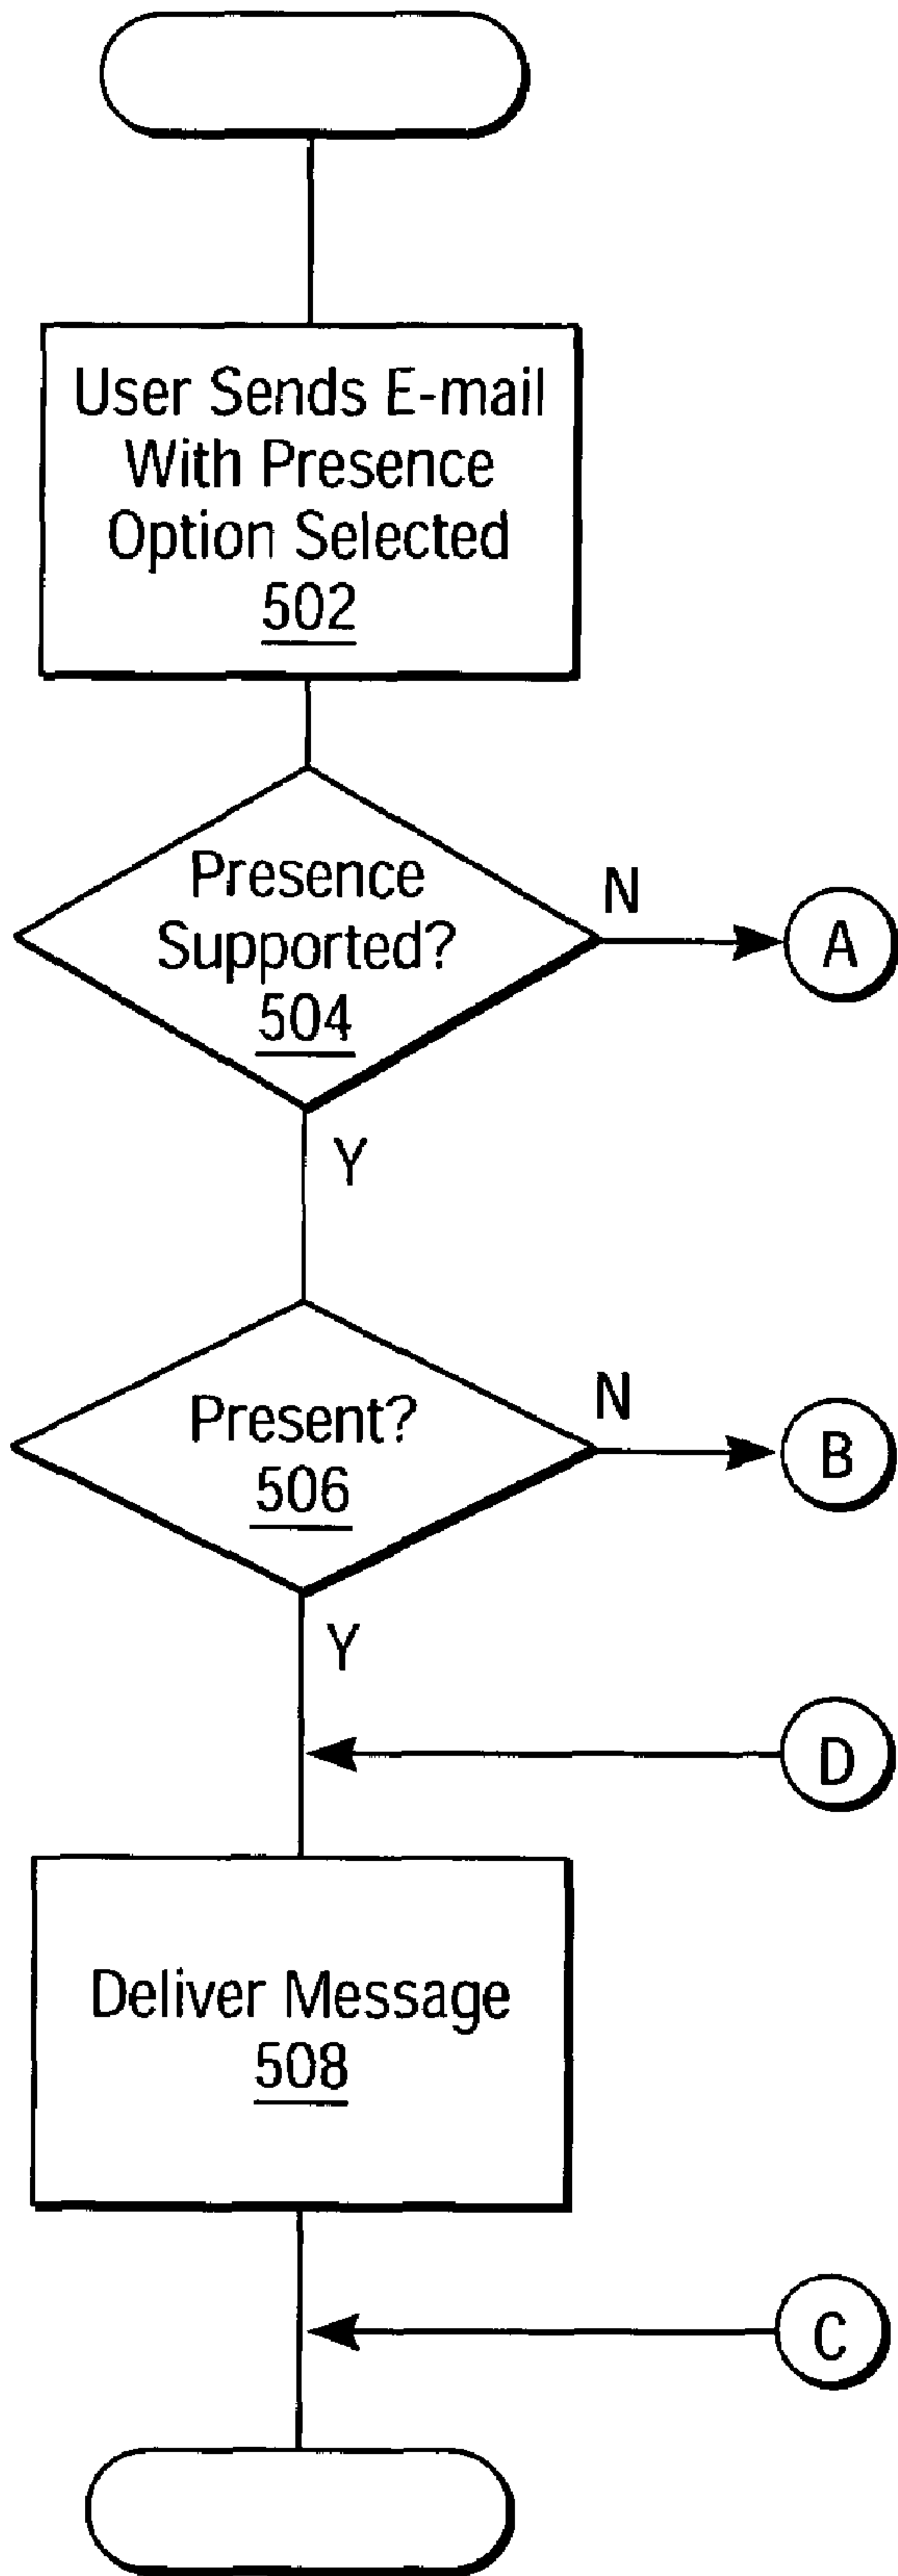 User Sends E-mail
With Presence
Option Selected
502
Presence
Supported?
504
N
A
Y
Present?
506
N
B
Y
D
Deliver Message
508
C